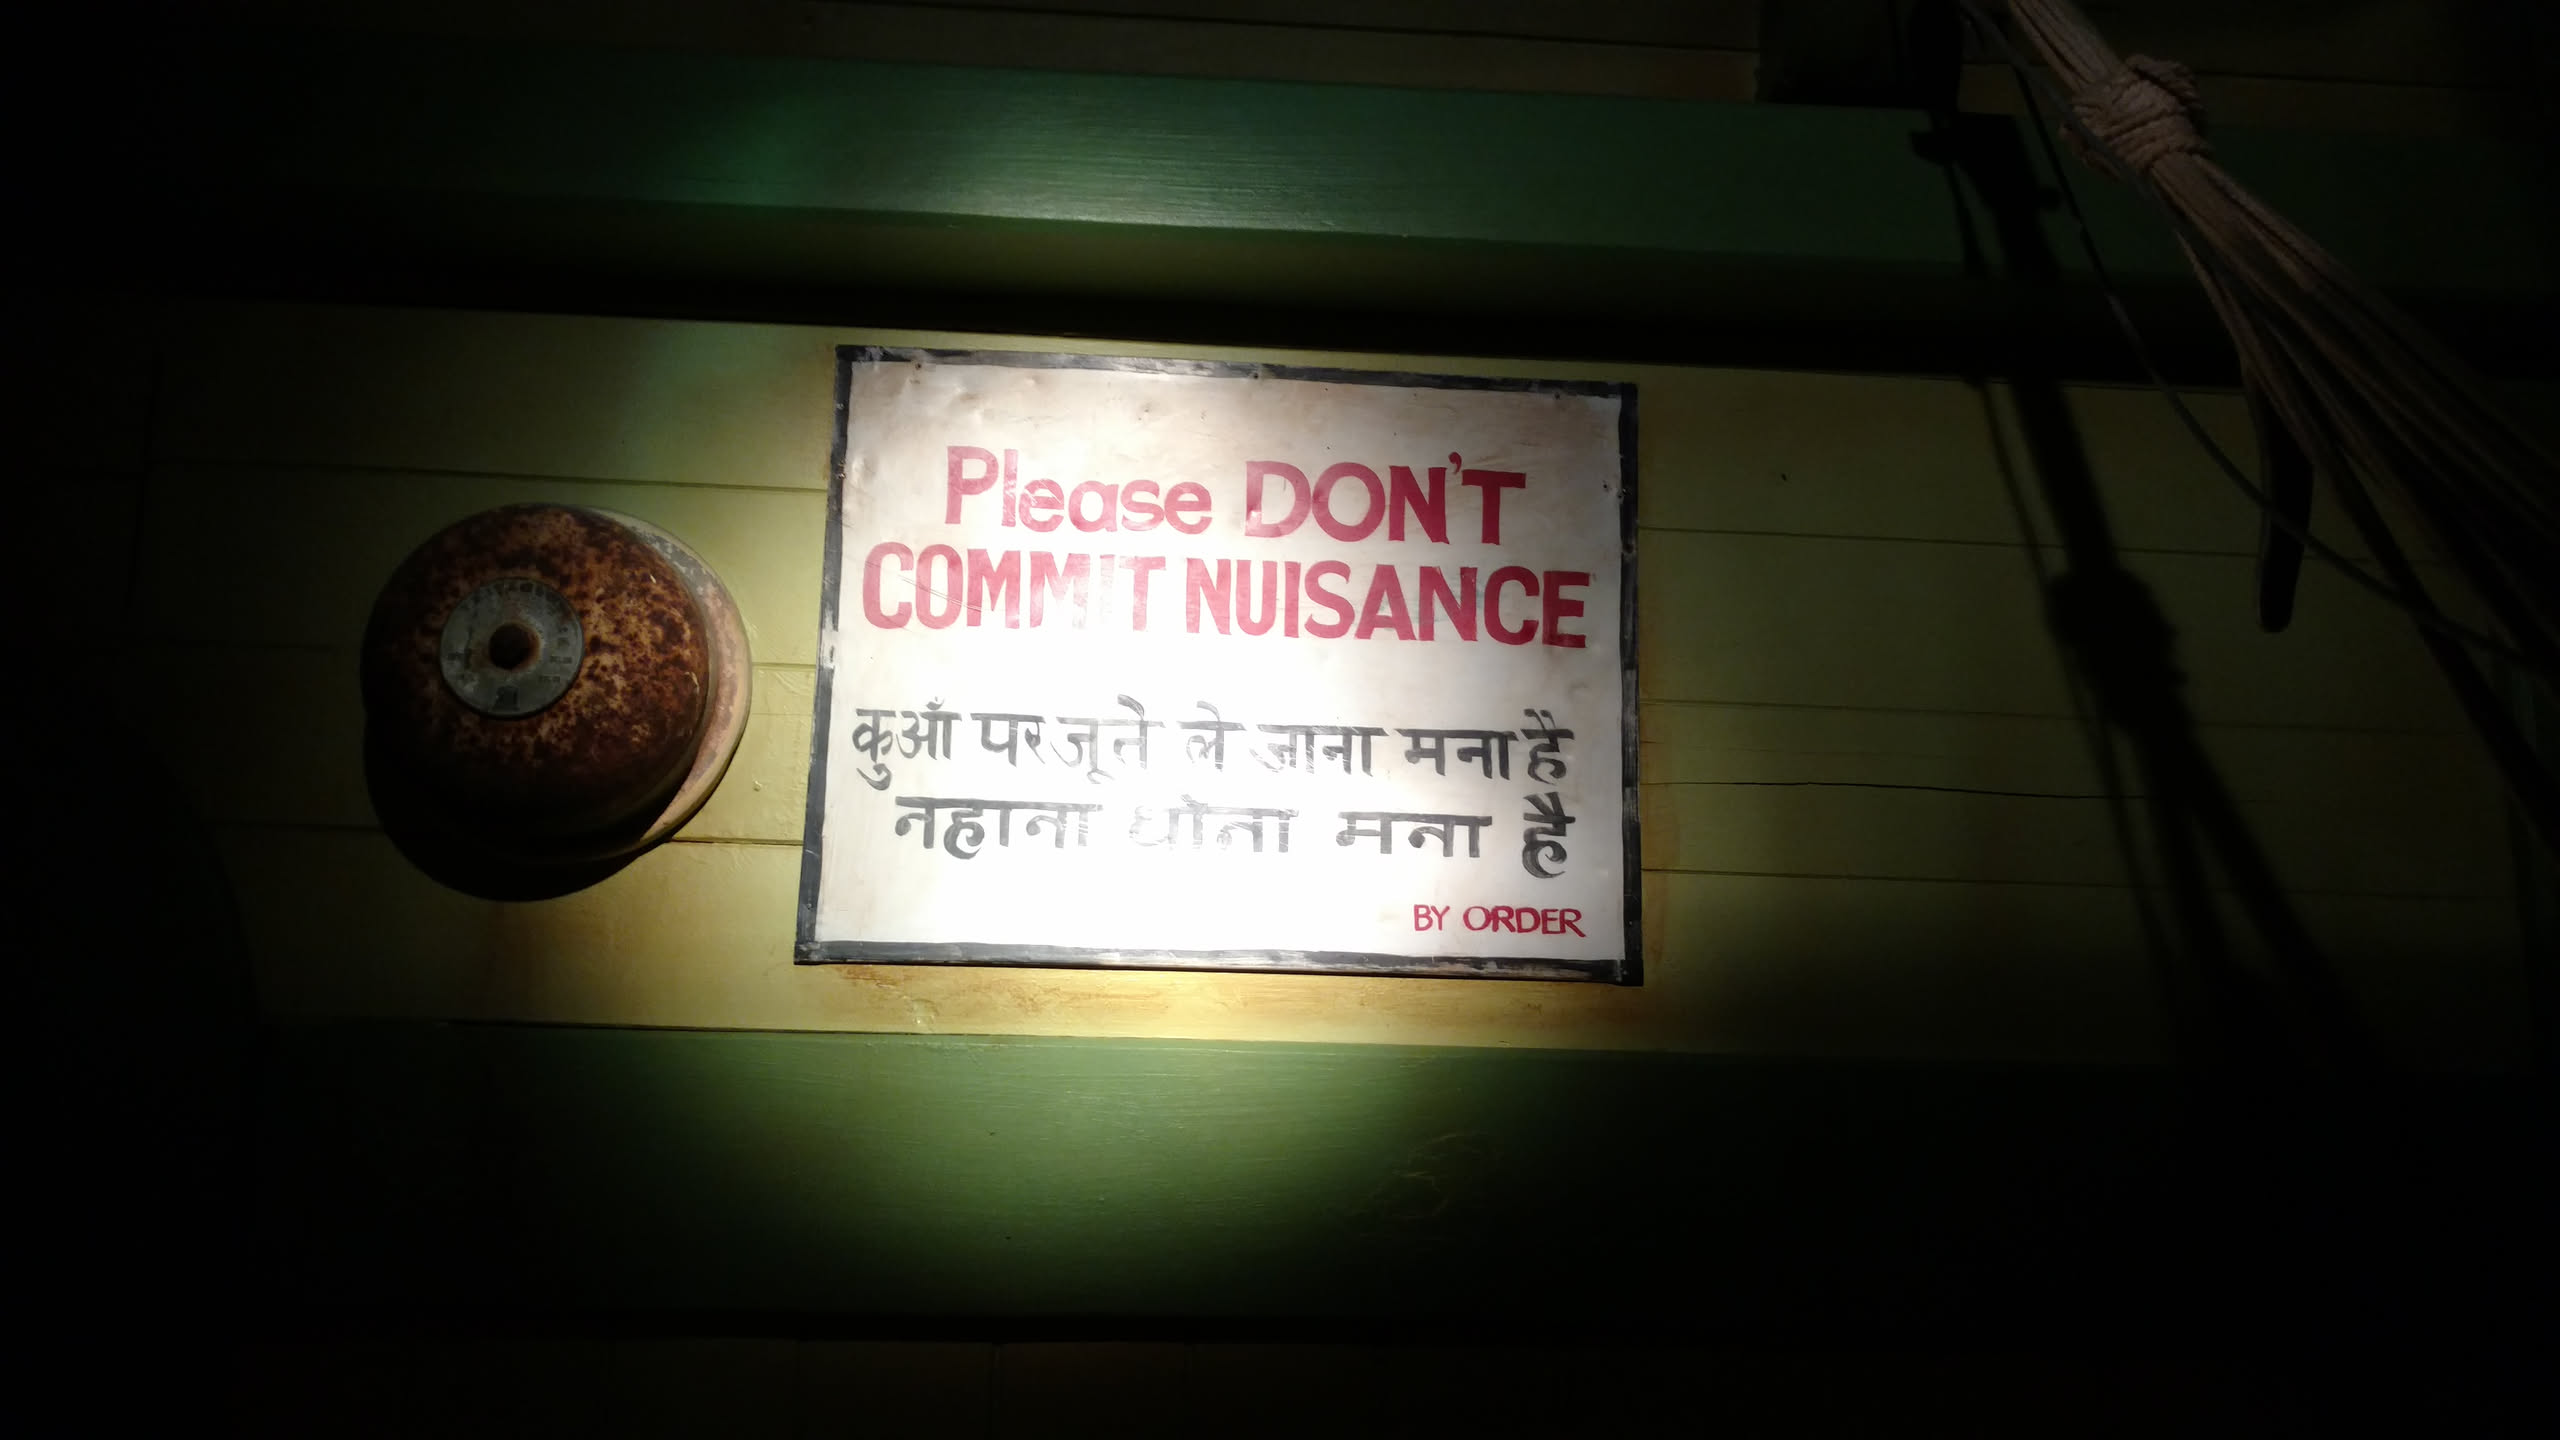 Please DON'T
COMMIT NUISANCE
कुआँ पर जूते ले जाना मना है
नहाना धोना मना है
BY ORDER